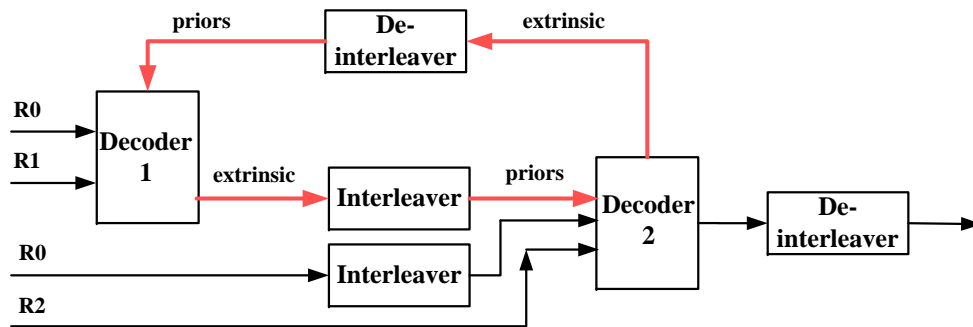 priors
De-
interleaver
extrinsic
R0
R1
Decoder
1
extrinsic
Interleaver
priors
Decoder
2
De-
interleaver
R0
Interleaver
R2